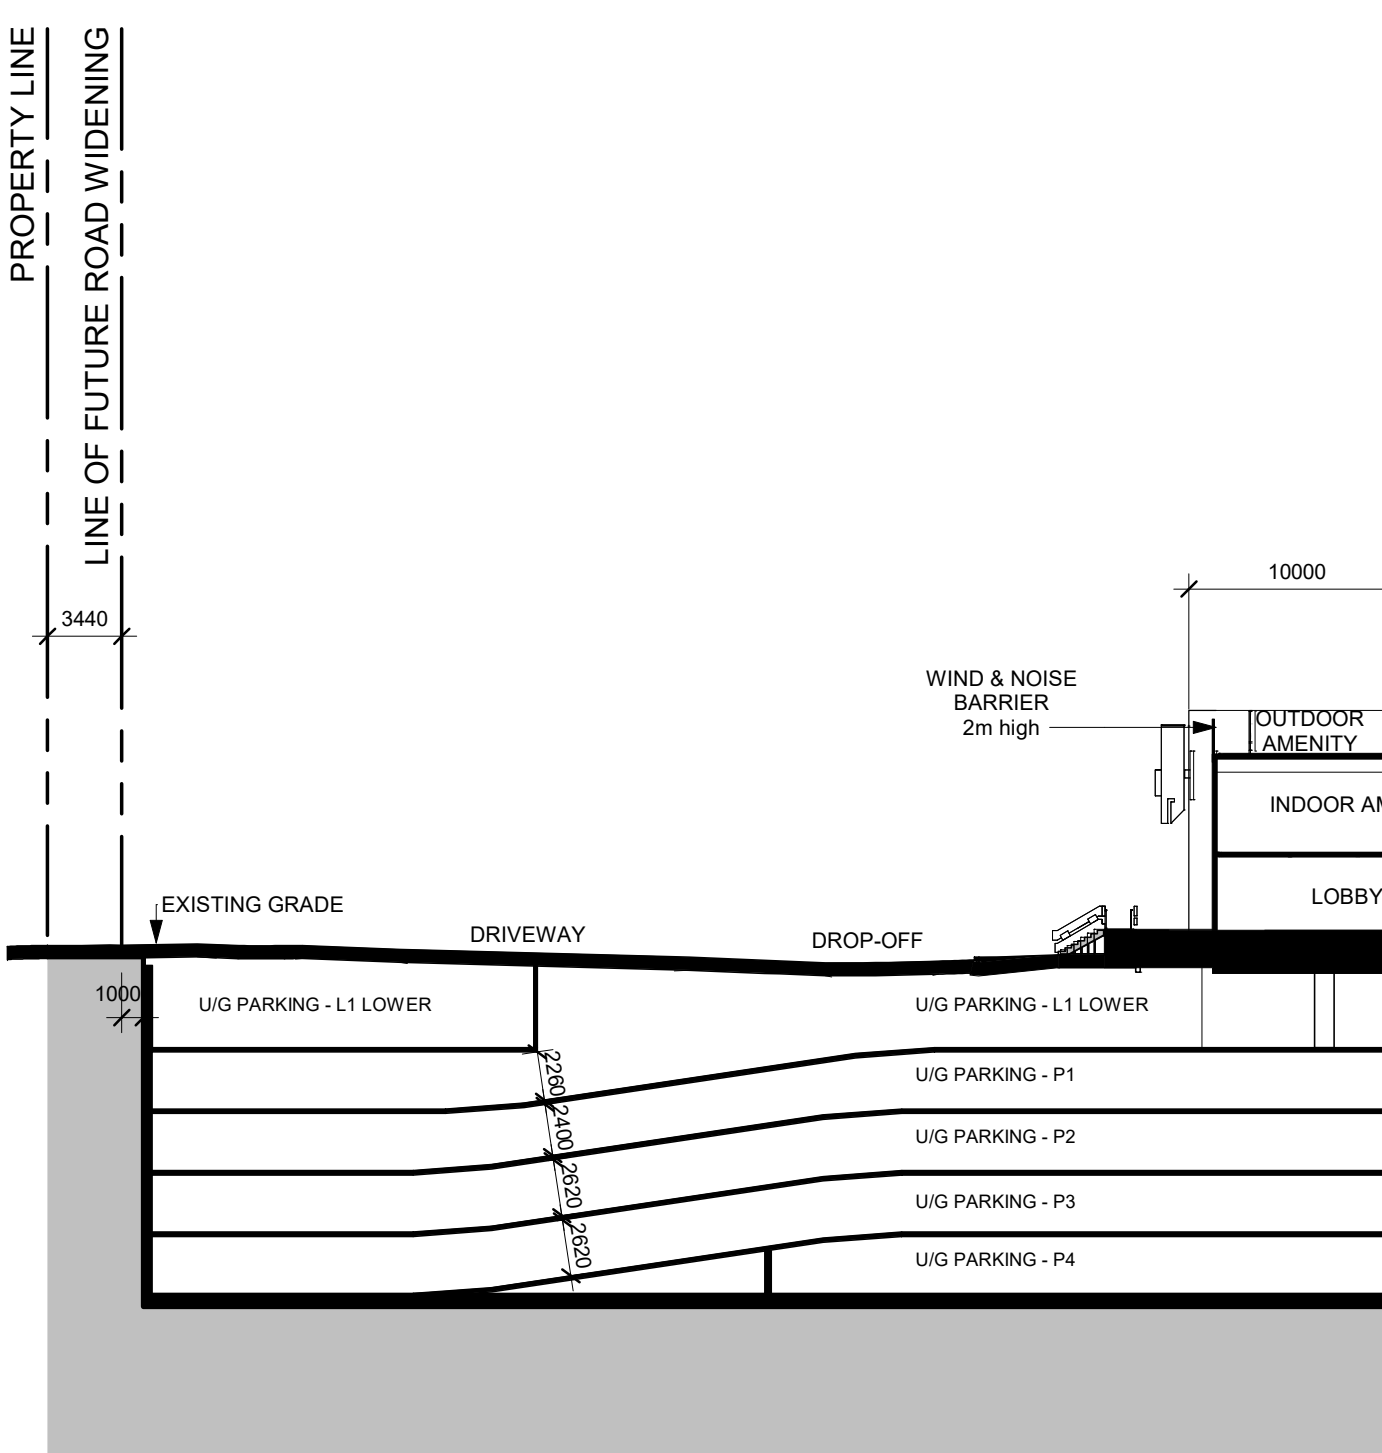 PROPERTY LINE
LINE OF FUTURE ROAD WIDENING
3440
10000
WIND & NOISE
BARRIER
2m high
OUTDOOR
AMENITY
INDOOR AM
LOBBY
EXISTING GRADE
DRIVEWAY
DROP-OFF
1000
U/G PARKING - L1 LOWER
U/G PARKING - L1 LOWER
2260
U/G PARKING - P1
2400
U/G PARKING - P2
2620
U/G PARKING - P3
2620
U/G PARKING - P4